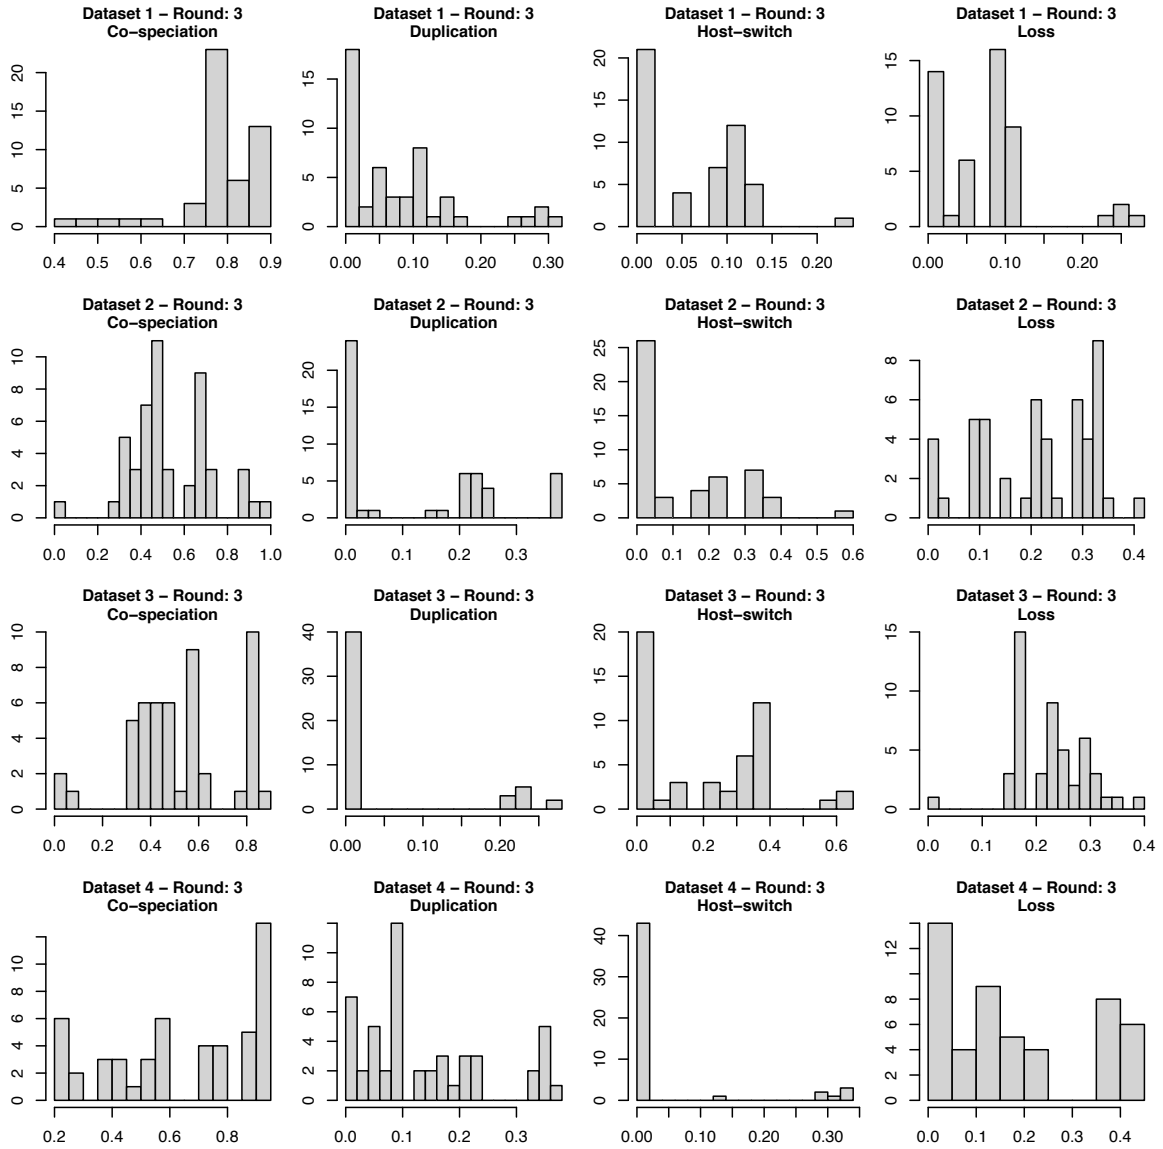 Dataset 1 – Round: 3
Co–speciation
20
15
10
5
0
0.4 0.5 0.6 0.7 0.8 0.9
Dataset 1 – Round: 3
Duplication
15
10
5
0
0.00 0.10 0.20 0.30
Dataset 1 – Round: 3
Host–switch
20
15
10
5
0
0.00 0.05 0.10 0.15 0.20
Dataset 1 – Round: 3
Loss
15
10
5
0
0.00 0.10 0.20
Dataset 2 – Round: 3
Co–speciation
10
8
6
4
2
0
0.0 0.2 0.4 0.6 0.8 1.0
Dataset 2 – Round: 3
Duplication
20
15
10
5
0
0.0 0.1 0.2 0.3
Dataset 2 – Round: 3
Host–switch
25
20
15
10
5
0
0.0 0.1 0.2 0.3 0.4 0.5 0.6
Dataset 2 – Round: 3
Loss
8
6
4
2
0
0.0 0.1 0.2 0.3 0.4
Dataset 3 – Round: 3
Co–speciation
10
8
6
4
2
0
0.0 0.2 0.4 0.6 0.8
Dataset 3 – Round: 3
Duplication
40
30
20
10
0
0.00 0.10 0.20
Dataset 3 – Round: 3
Host–switch
20
15
10
5
0
0.0 0.2 0.4 0.6
Dataset 3 – Round: 3
Loss
15
10
5
0
0.0 0.1 0.2 0.3 0.4
Dataset 4 – Round: 3
Co–speciation
10
8
6
4
2
0
0.2 0.4 0.6 0.8
Dataset 4 – Round: 3
Duplication
10
8
6
4
2
0
0.0 0.1 0.2 0.3
Dataset 4 – Round: 3
Host–switch
40
30
20
10
0
0.00 0.10 0.20 0.30
Dataset 4 – Round: 3
Loss
12
8
6
4
2
0
0.0 0.1 0.2 0.3 0.4